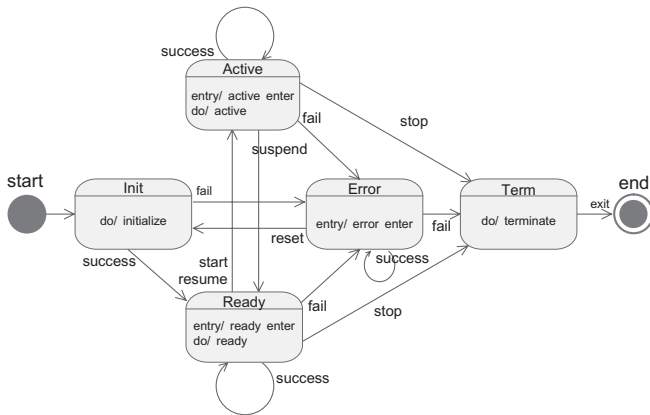 success
Active
entry/ active enter
do/ active
fail
stop
suspend
start
Init
do/ initialize
fail
Error
entry/ error enter
Term
do/ terminate
exit
end
reset
fail
success
success
start
resume
Ready
entry/ ready enter
do/ ready
fail
stop
success